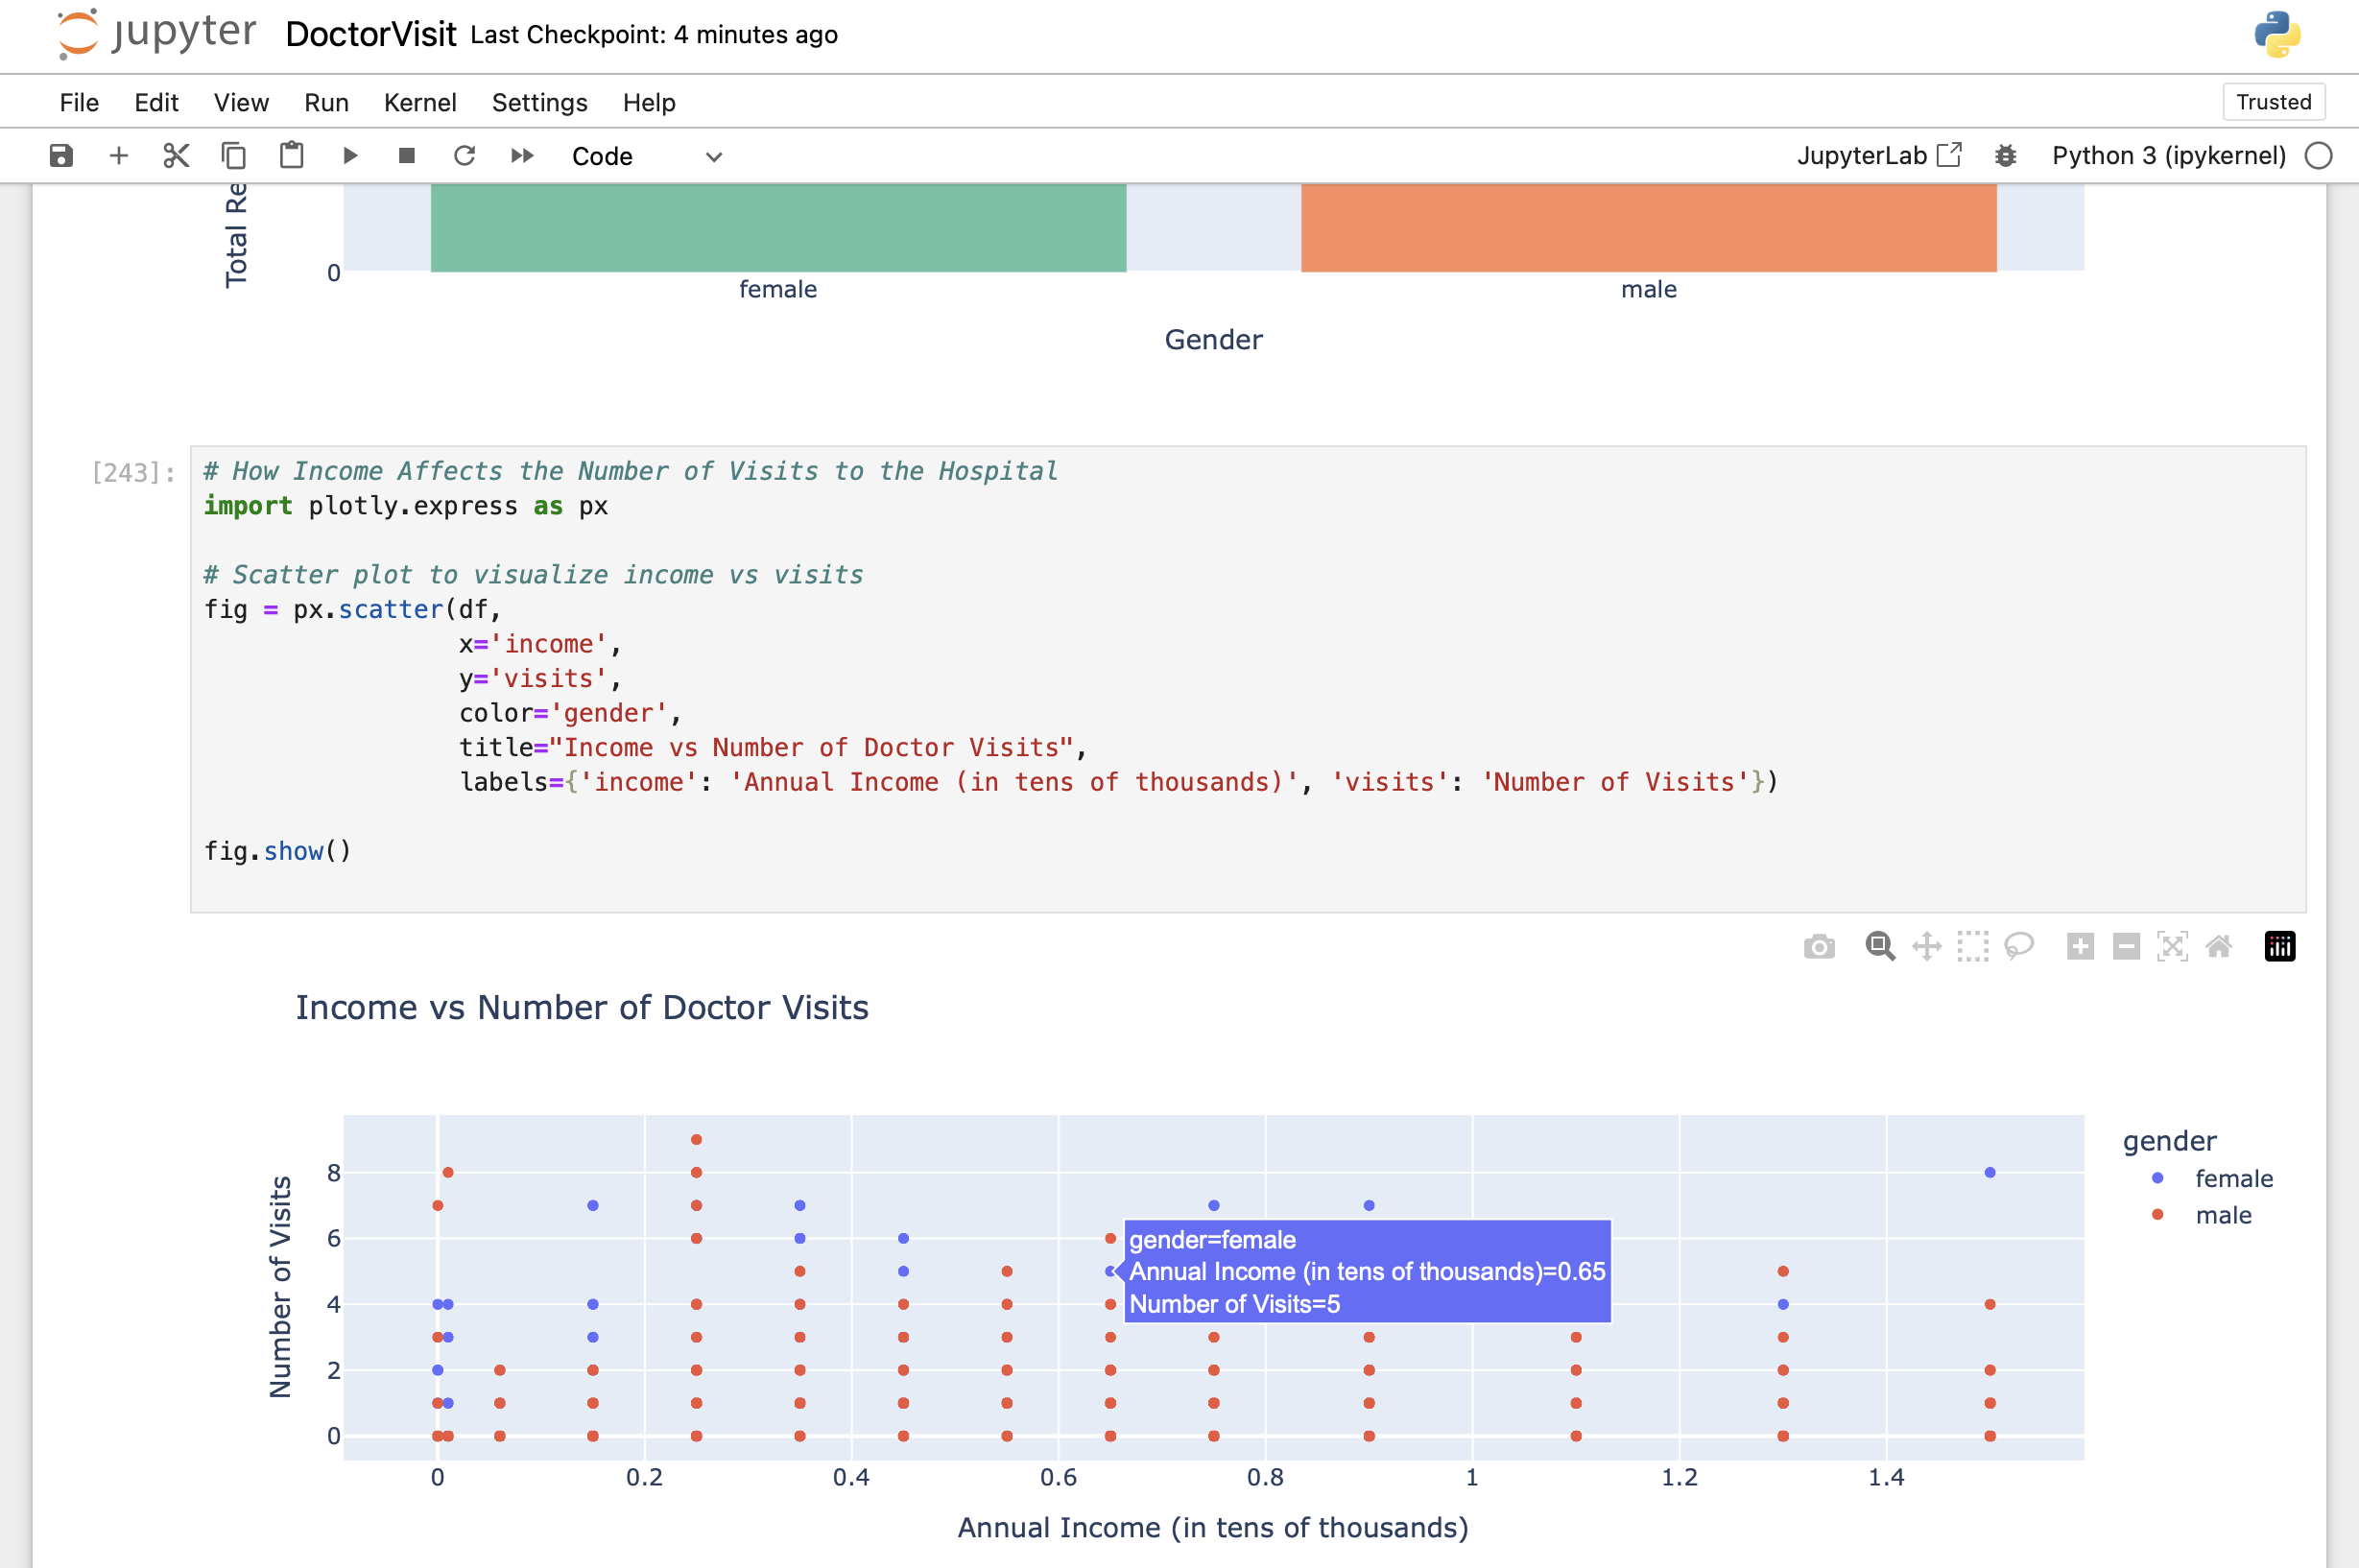 jupyter DoctorVisit Last Checkpoint: 4 minutes ago
File Edit View Run Kernel Settings Help Trusted
Code JupyterLab Python 3 (ipykernel)
Total Re
0
female male
Gender
[243]:
# How Income Affects the Number of Visits to the Hospital
import plotly.express as px
# Scatter plot to visualize income vs visits
fig = px.scatter(df,
x='income',
y='visits',
color='gender',
title="Income vs Number of Doctor Visits",
labels={'income': 'Annual Income (in tens of thousands)', 'visits': 'Number of Visits'})
fig.show()
Income vs Number of Doctor Visits
Number of Visits
8
6
4
2
0
gender=female
Annual Income (in tens of thousands)=0.65
Number of Visits=5
gender
female
male
0 0.2 0.4 0.6 0.8 1 1.2 1.4
Annual Income (in tens of thousands)